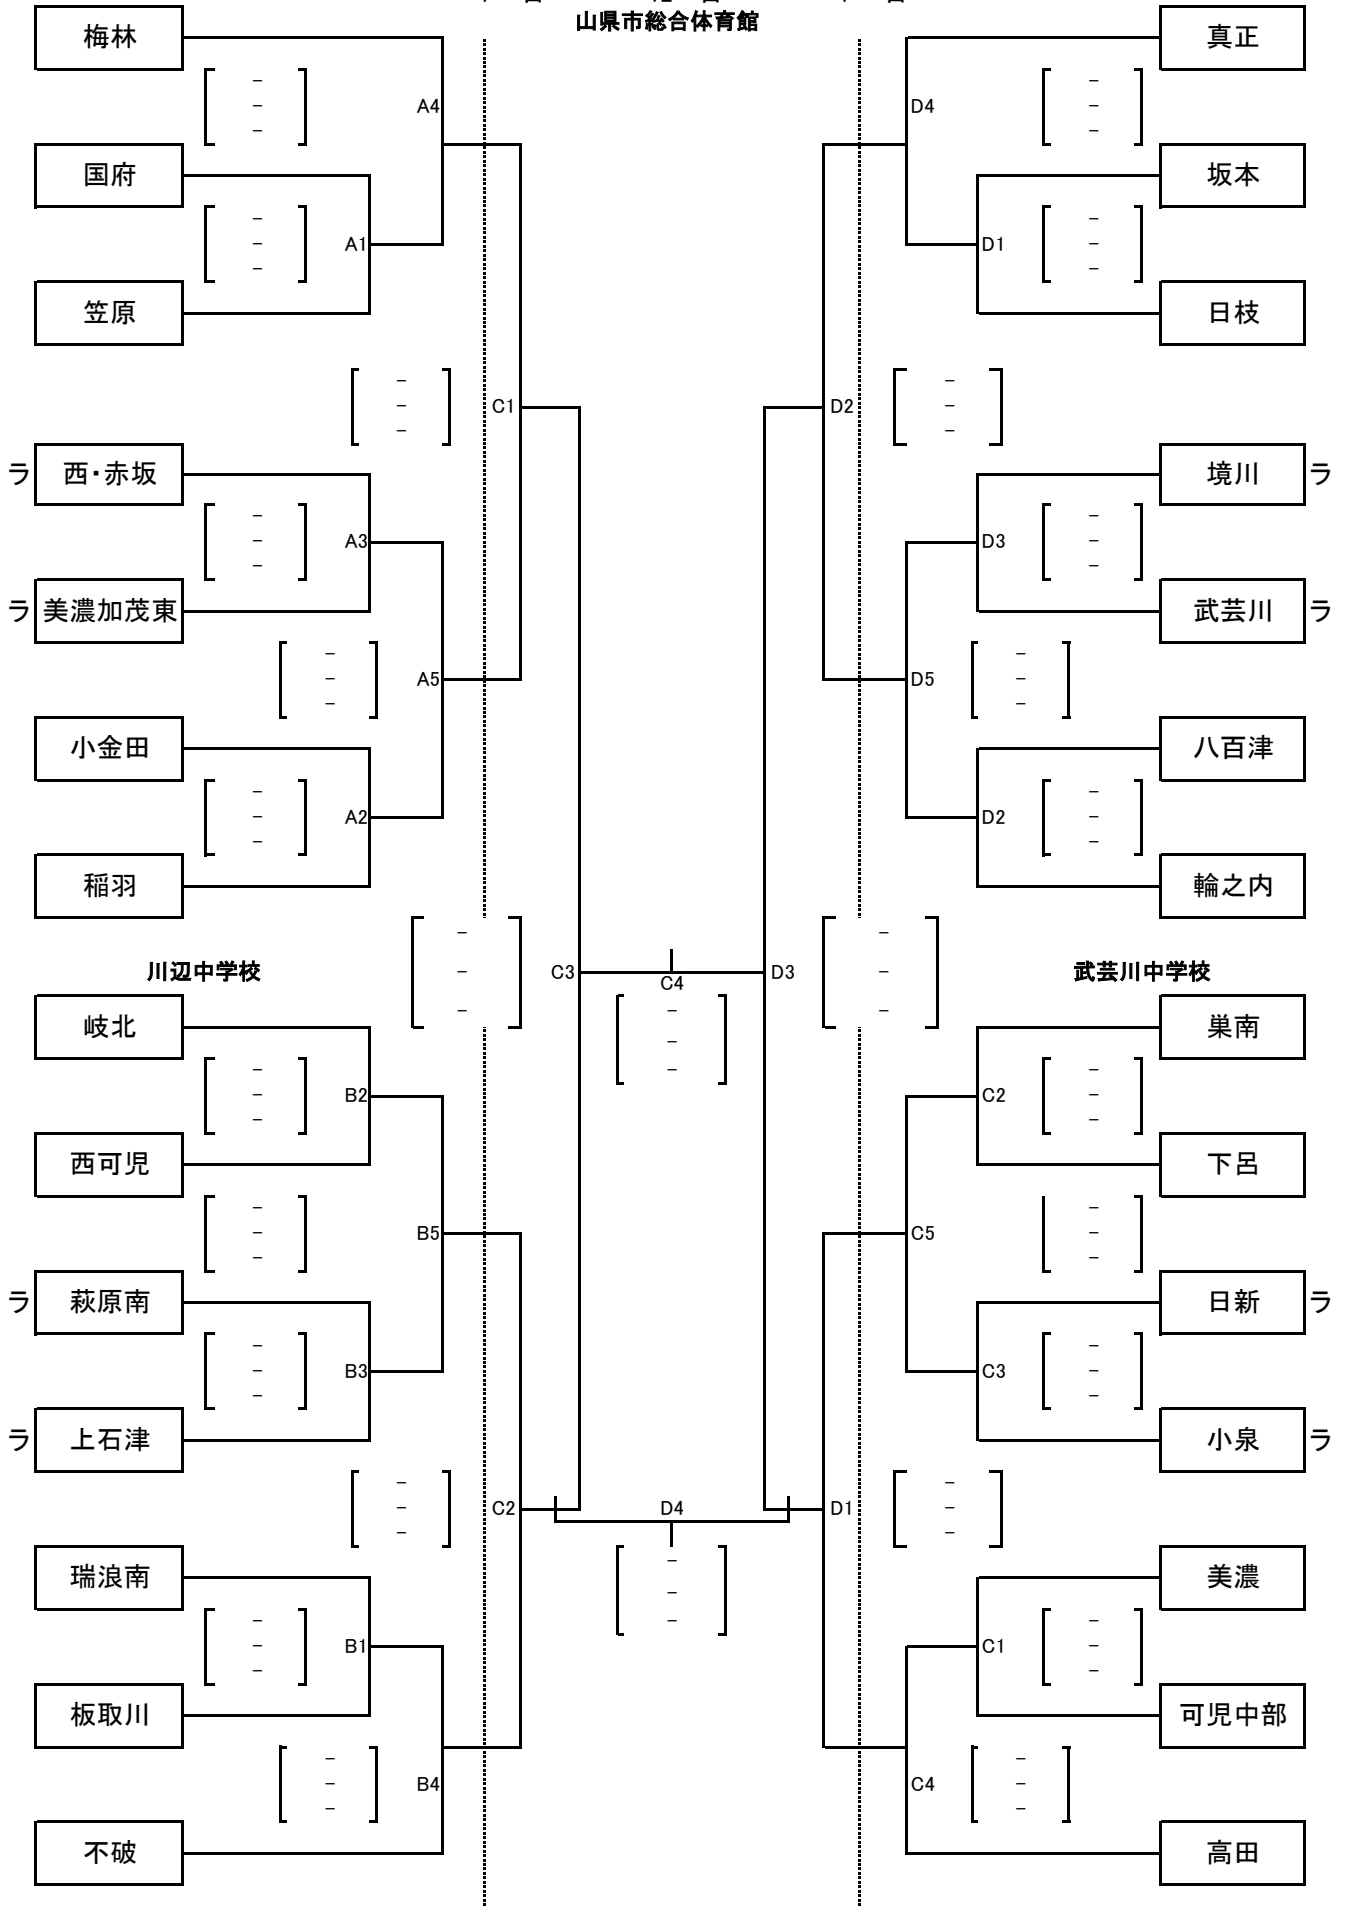 山県市総合体育館
梅林
真正
-
-
-
A4
D4
-
-
-
国府
坂本
-
-
-
A1
D1
-
-
-
笠原
日枝
-
-
-
C1
D2
-
-
-
ラ 西・赤坂
境川 ラ
-
-
-
A3
D3
-
-
-
ラ 美濃加茂東
武芸川 ラ
-
-
-
A5
D5
-
-
-
小金田
八百津
-
-
-
A2
D2
-
-
-
稲羽
輪之内
川辺中学校
-
-
-
C3
C4
D3
-
-
-
武芸川中学校
-
-
-
岐北
巣南
-
-
-
B2
C2
-
-
-
西可児
下呂
-
-
-
B5
C5
-
-
-
ラ 萩原南
日新 ラ
-
-
-
B3
C3
-
-
-
ラ 上石津
小泉 ラ
-
-
-
C2
D4
D1
-
-
-
-
-
-
瑞浪南
美濃
-
-
-
B1
C1
-
-
-
板取川
可児中部
-
-
-
B4
C4
-
-
-
不破
高田